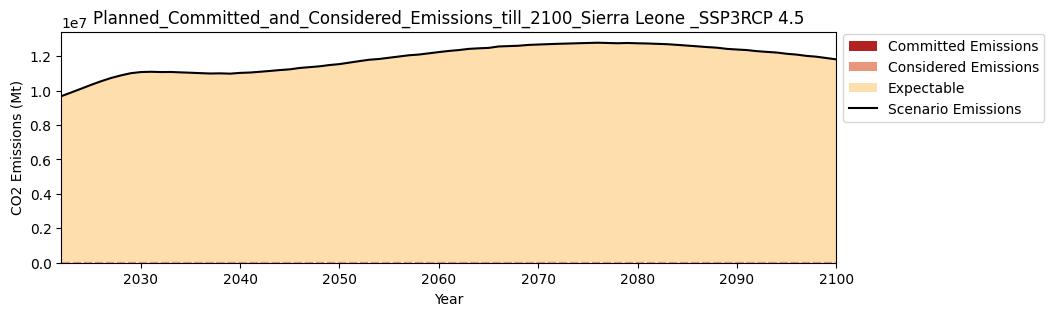 Planned_Committed_and_Considered_Emissions_till_2100_Sierra Leone _SSP3RCP 4.5
1e7
1.2
1.0
0.8
0.6
0.4
0.2
0.0
CO2 Emissions (Mt)
2030 2040 2050 2060 2070 2080 2090 2100
Year
Committed Emissions
Considered Emissions
Expectable
Scenario Emissions